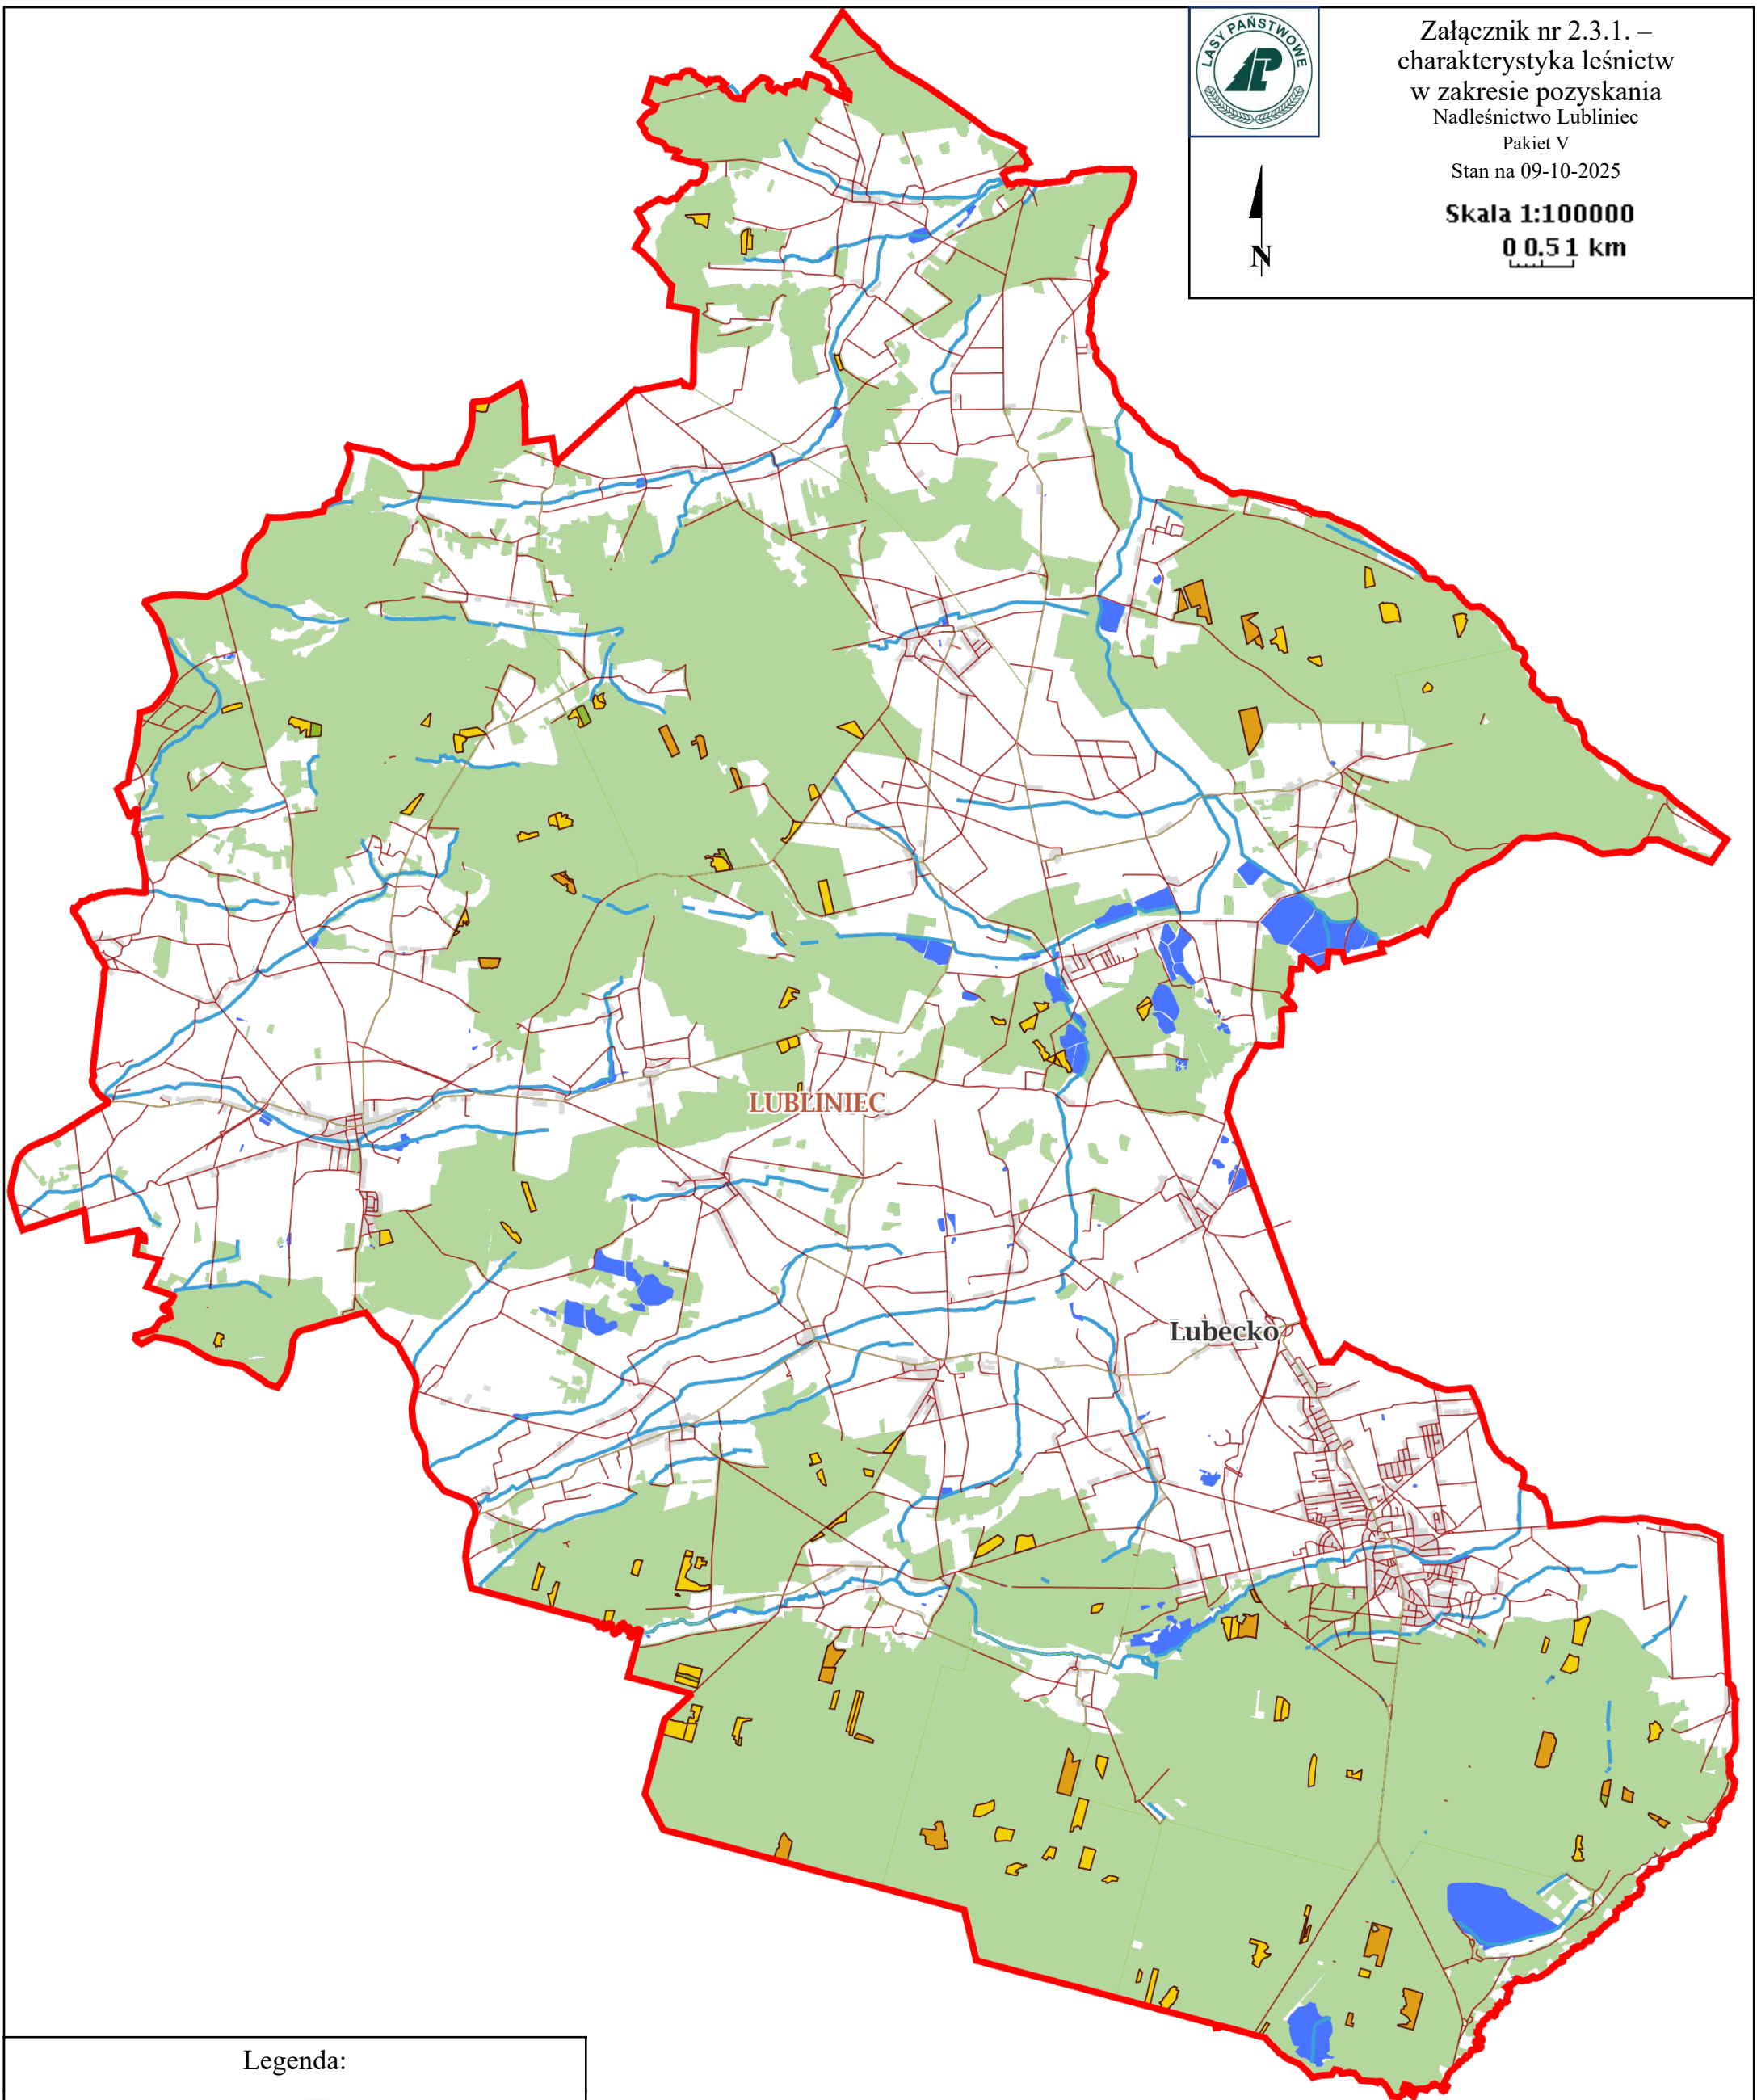 LASY PAŃSTWOWE
LP
Załącznik nr 2.3.1. –
charakterystyka leśnictw
w zakresie pozyskania
Nadleśnictwo Lubliniec
Pakiet V
Stan na 09-10-2025
Skala 1:100000
0 0.5 1 km
N
LUBLINIEC
Lubecko
Legenda: